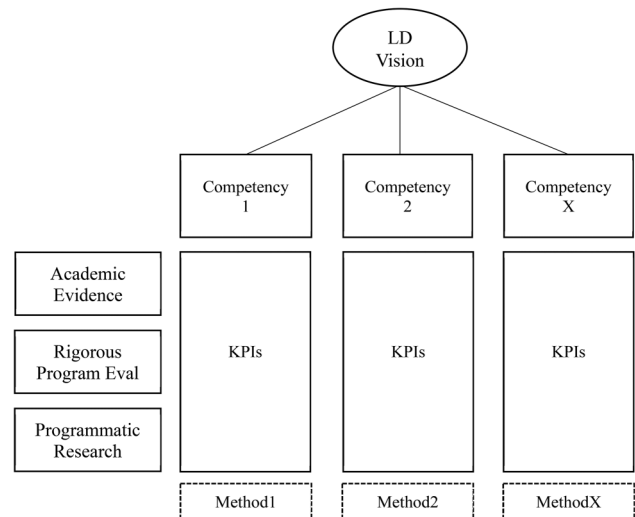 LD
Vision
Competency
1
Competency
2
Competency
X
Academic
Evidence
Rigorous
Program Eval
Programmatic
Research
KPIs
KPIs
KPIs
Method1
Method2
MethodX